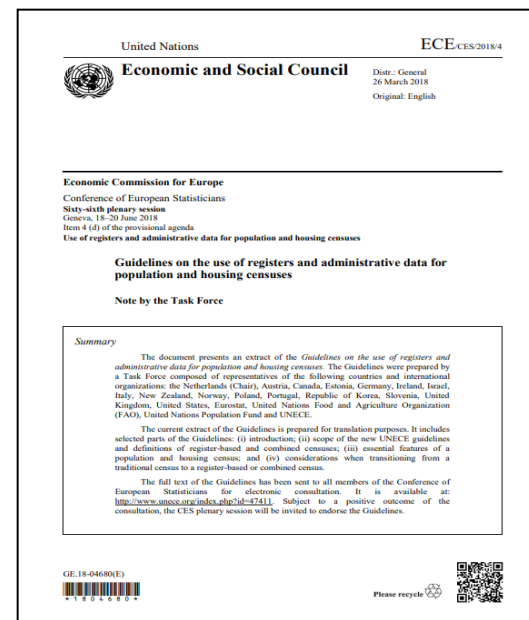 United Nations
ECE/CES/2018/4
Economic and Social Council
Distr.: General
26 March 2018
Original: English
Economic Commission for Europe
Conference of European Statisticians
Sixty-sixth plenary session
Geneva, 18–20 June 2018
Item 4 (d) of the provisional agenda
Use of registers and administrative data for population and housing censuses
Guidelines on the use of registers and administrative data for
population and housing censuses
Note by the Task Force
Summary
The document presents an extract of the Guidelines on the use of registers and
administrative data for population and housing censuses. The Guidelines were prepared by
a Task Force composed of representatives of the following countries and international
organizations: the Netherlands (Chair), Austria, Canada, Estonia, Germany, Ireland, Israel,
Italy, New Zealand, Norway, Poland, Portugal, Republic of Korea, Slovenia, United
Kingdom, United States, Eurostat, United Nations Food and Agriculture Organization
(FAO), United Nations Population Fund and UNECE.
The current extract of the Guidelines is prepared for translation purposes. It includes
selected parts of the Guidelines: (i) introduction; (ii) scope of the new UNECE guidelines
and definitions of register-based and combined censuses; (iii) essential features of a
population and housing census; and (iv) considerations when transitioning from a
traditional census to a register-based or combined census.
The full text of the Guidelines has been sent to all members of the Conference of
European Statisticians for electronic consultation. It is available at:
http://www.unece.org/index.php?id=47411. Subject to a positive outcome of the
consultation, the CES plenary session will be invited to endorse the Guidelines.
GE.18-04680(E)
*1804680*
Please recycle